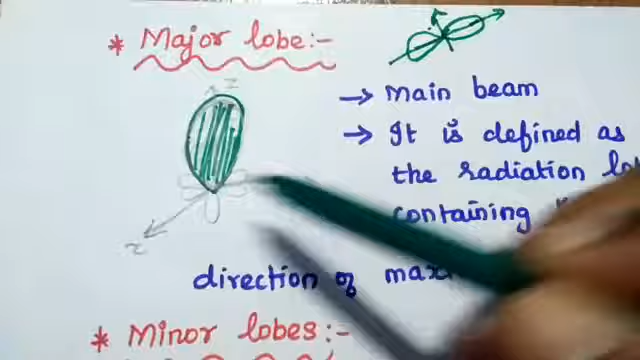 * Major lobe:-
z
→ Main beam
→ It is defined as
the radiation
containing
x
direction of
* Minor lobes:-